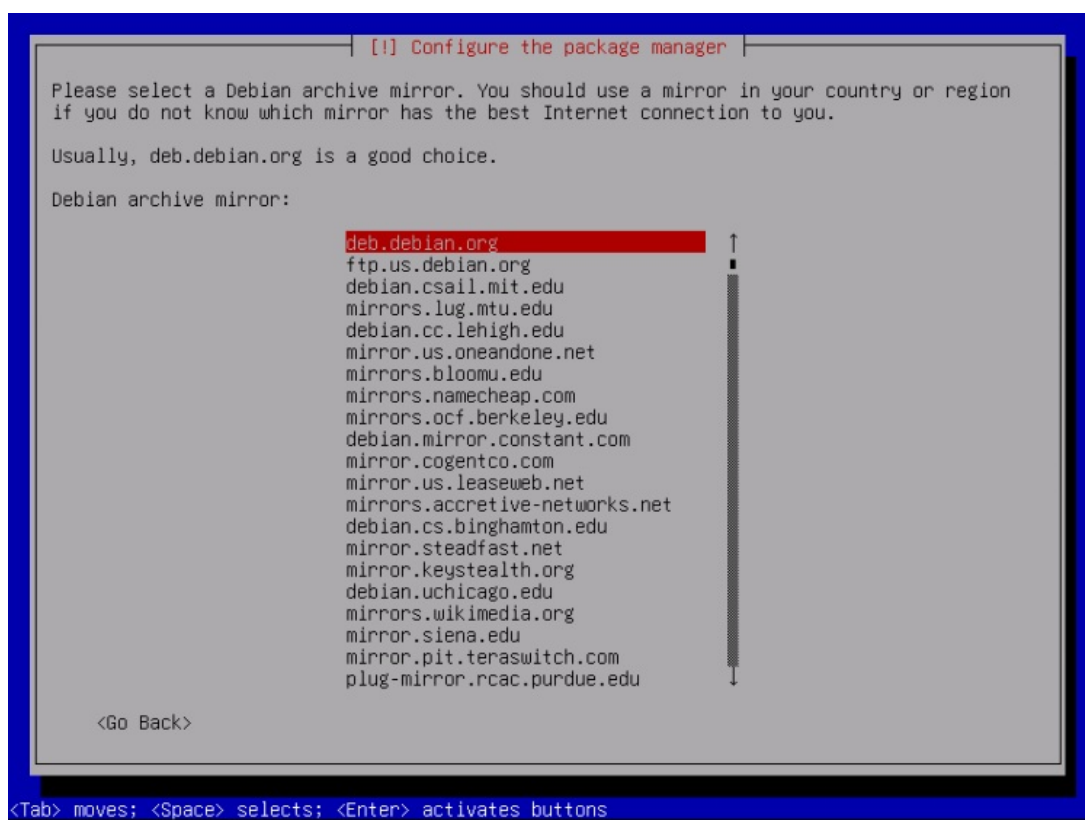 [!] Configure the package manager
Please select a Debian archive mirror. You should use a mirror in your country or region
if you do not know which mirror has the best Internet connection to you.
Usually, deb.debian.org is a good choice.
Debian archive mirror:
deb.debian.org
ftp.us.debian.org
debian.csail.mit.edu
mirrors.lug.mtu.edu
debian.cc.lehigh.edu
mirror.us.oneandone.net
mirrors.bloomu.edu
mirrors.namecheap.com
mirrors.ocf.berkeley.edu
debian.mirror.constant.com
mirror.cogentco.com
mirror.us.leaseweb.net
mirrors.accretive-networks.net
debian.cs.binghamton.edu
mirror.steadfast.net
mirror.keystealth.org
debian.uchicago.edu
mirrors.wikimedia.org
mirror.siena.edu
mirror.pit.teraswitch.com
plug-mirror.rcac.purdue.edu
<Go Back>
<Tab> moves; <Space> selects; <Enter> activates buttons